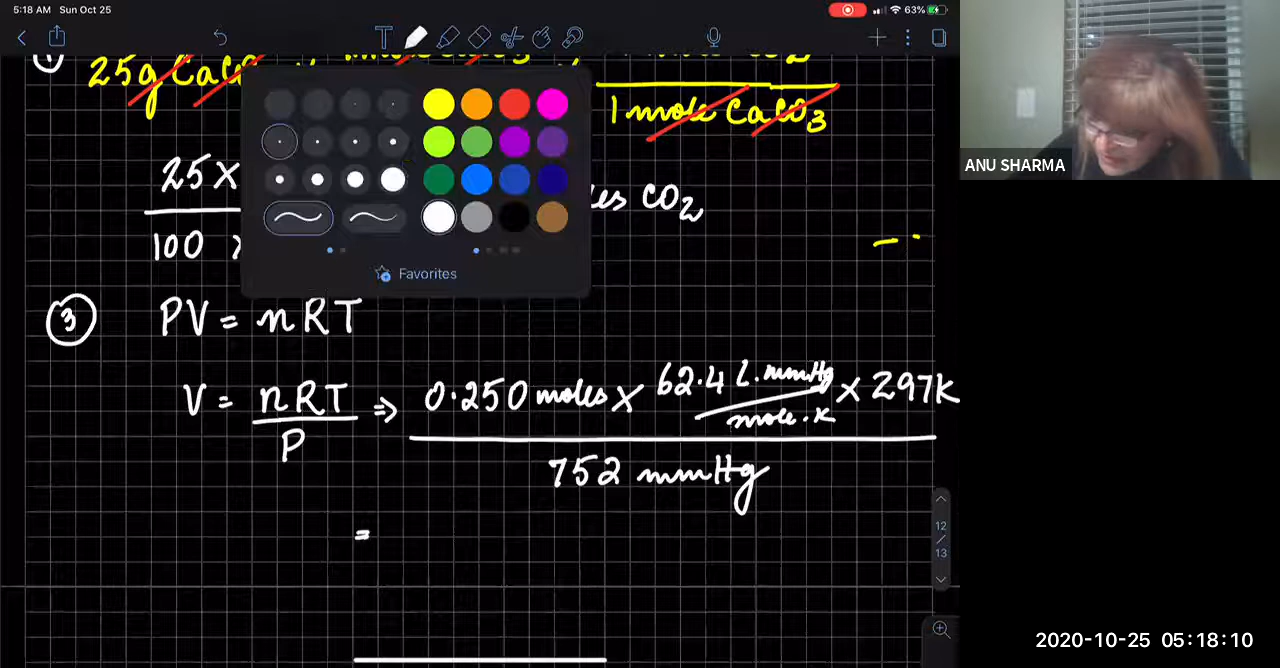 5:18 AM Sun Oct 25
63%
25g CaCO
1 mole CaCO3
ANU SHARMA
25 X
CO2
100
Favorites
3 PV = nRT
V = nRT / P => 0.250 moles X 62.4 L. mmHg / mole. K X 297K
752 mmHg
=
12
/
13
2020-10-25 05:18:10